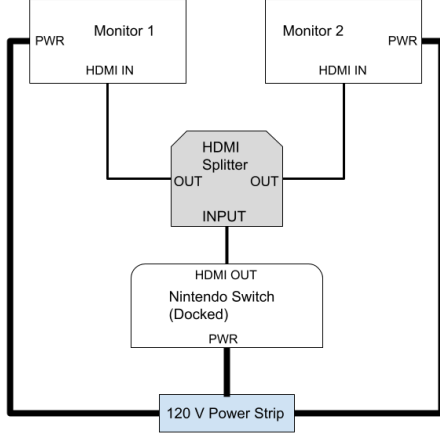 Monitor 1
PWR
HDMI IN
Monitor 2
PWR
HDMI IN
HDMI
Splitter
OUT
OUT
INPUT
HDMI OUT
Nintendo Switch
(Docked)
PWR
120 V Power Strip